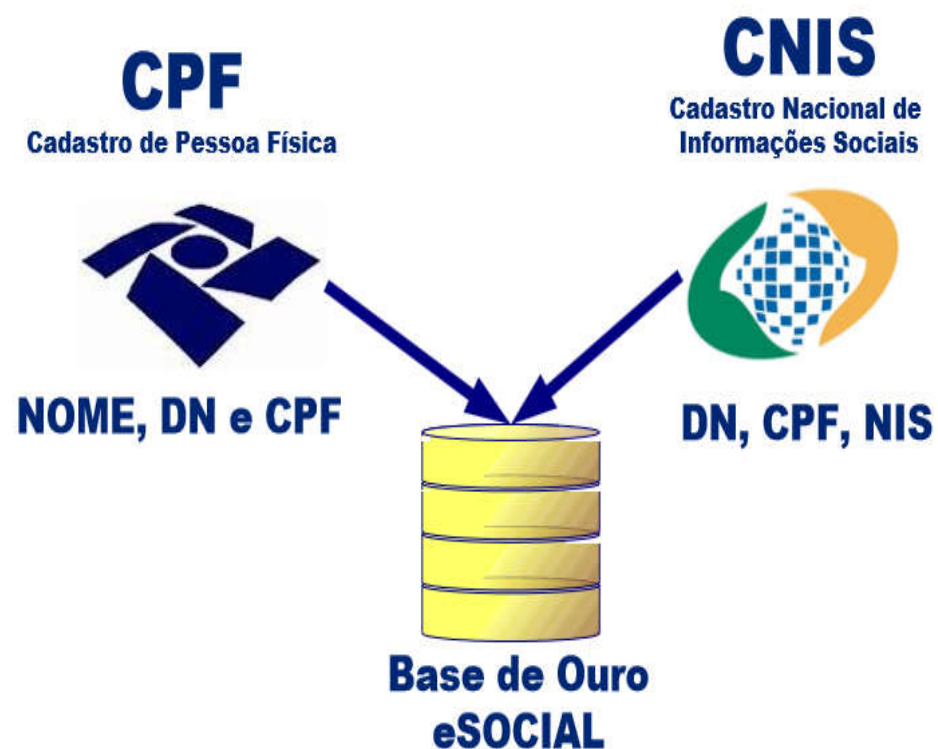 CPF
Cadastro de Pessoa Física
CNIS
Cadastro Nacional de
Informações Sociais
NOME, DN e CPF
DN, CPF, NIS
Base de Ouro
eSOCIAL